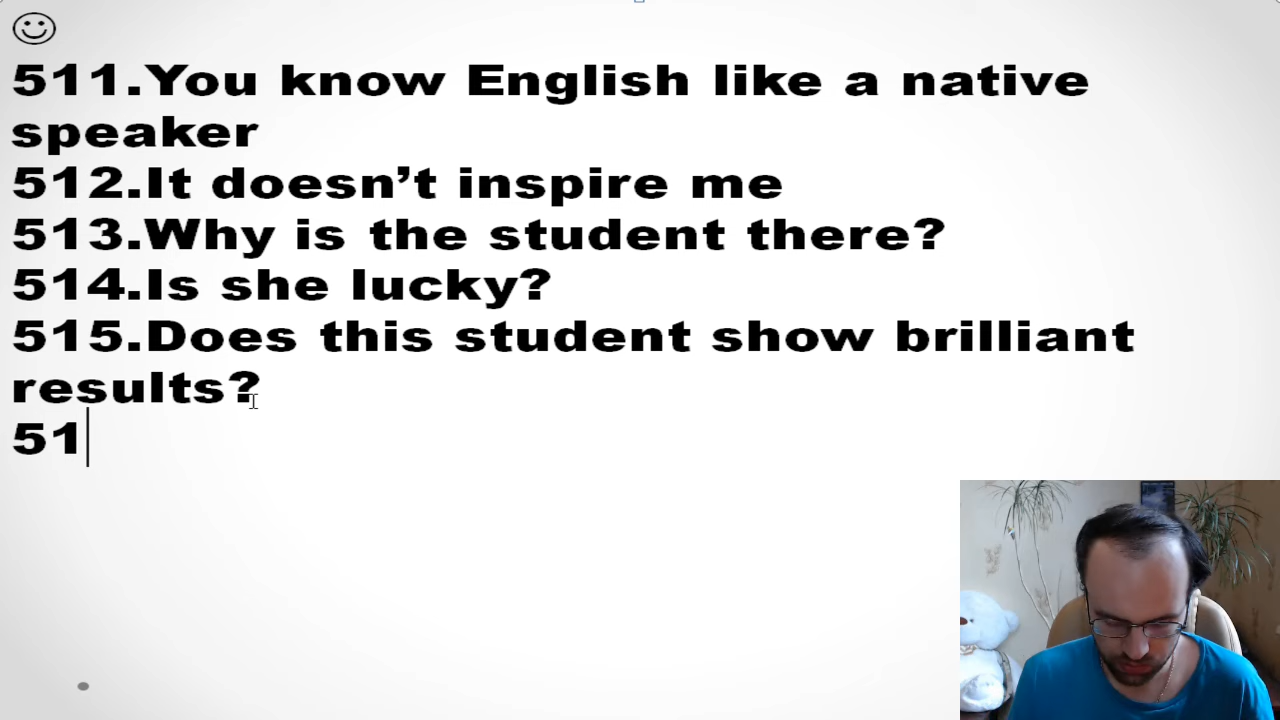 511.You know English like a native
speaker
512.It doesn’t inspire me
513.Why is the student there?
514.Is she lucky?
515.Does this student show brilliant
results?
51